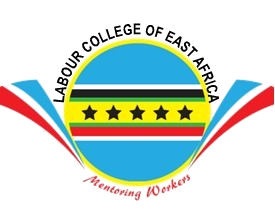 LABOUR COLLEGE OF EAST AFRICA
Mentoring Workers